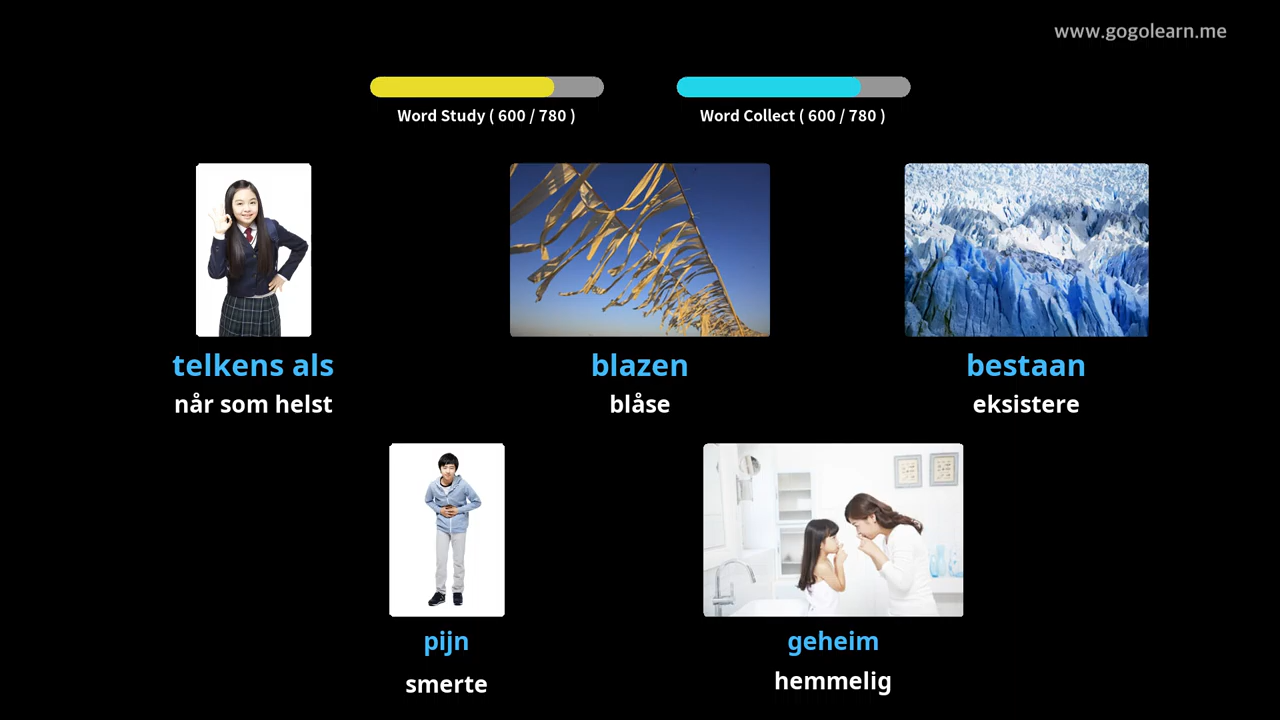 www.gogolearn.me
Word Study ( 600 / 780 )
Word Collect ( 600 / 780 )
telkens als
når som helst
blazen
blåse
bestaan
eksistere
pijn
smerte
geheim
hemmelig